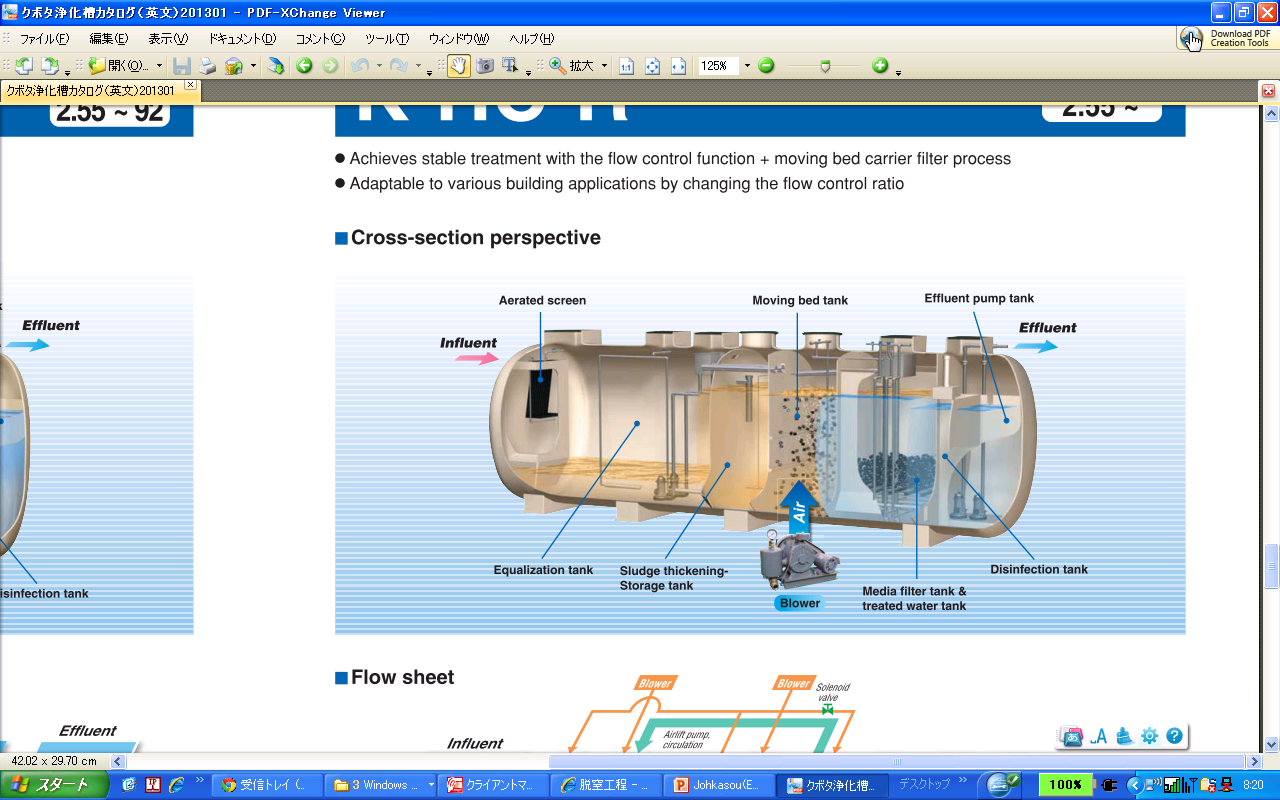 クボタ浄化槽カタログ(英文)201301 - PDF-XChange Viewer
ファイル(F) 編集(E) 表示(V) ドキュメント(D) コメント(C) ツール(T) ウィンドウ(W) ヘルプ(H)
Download PDF
Creation Tools
開く(O)... 拡大 125%
クボタ浄化槽カタログ(英文)201301
2.55 ~ 92
2.55 ~
● Achieves stable treatment with the flow control function + moving bed carrier filter process
● Adaptable to various building applications by changing the flow control ratio
■ Cross-section perspective
Aerated screen
Moving bed tank
Effluent pump tank
Effluent
Influent
Effluent
Air
Equalization tank
Sludge thickening-
Storage tank
Blower
Media filter tank &
treated water tank
Disinfection tank
isinfection tank
■ Flow sheet
Blower
Blower
Solenoid
valve
Airlift pump,
circulation
Effluent
Influent
42.02 x 29.70 cm
スタート
受信トレイ (...
3 Windows ...
クライアントマ...
脱窒工程 - ...
Johkasou(E...
クボタ浄化槽...
デスクトップ
100%
8:20